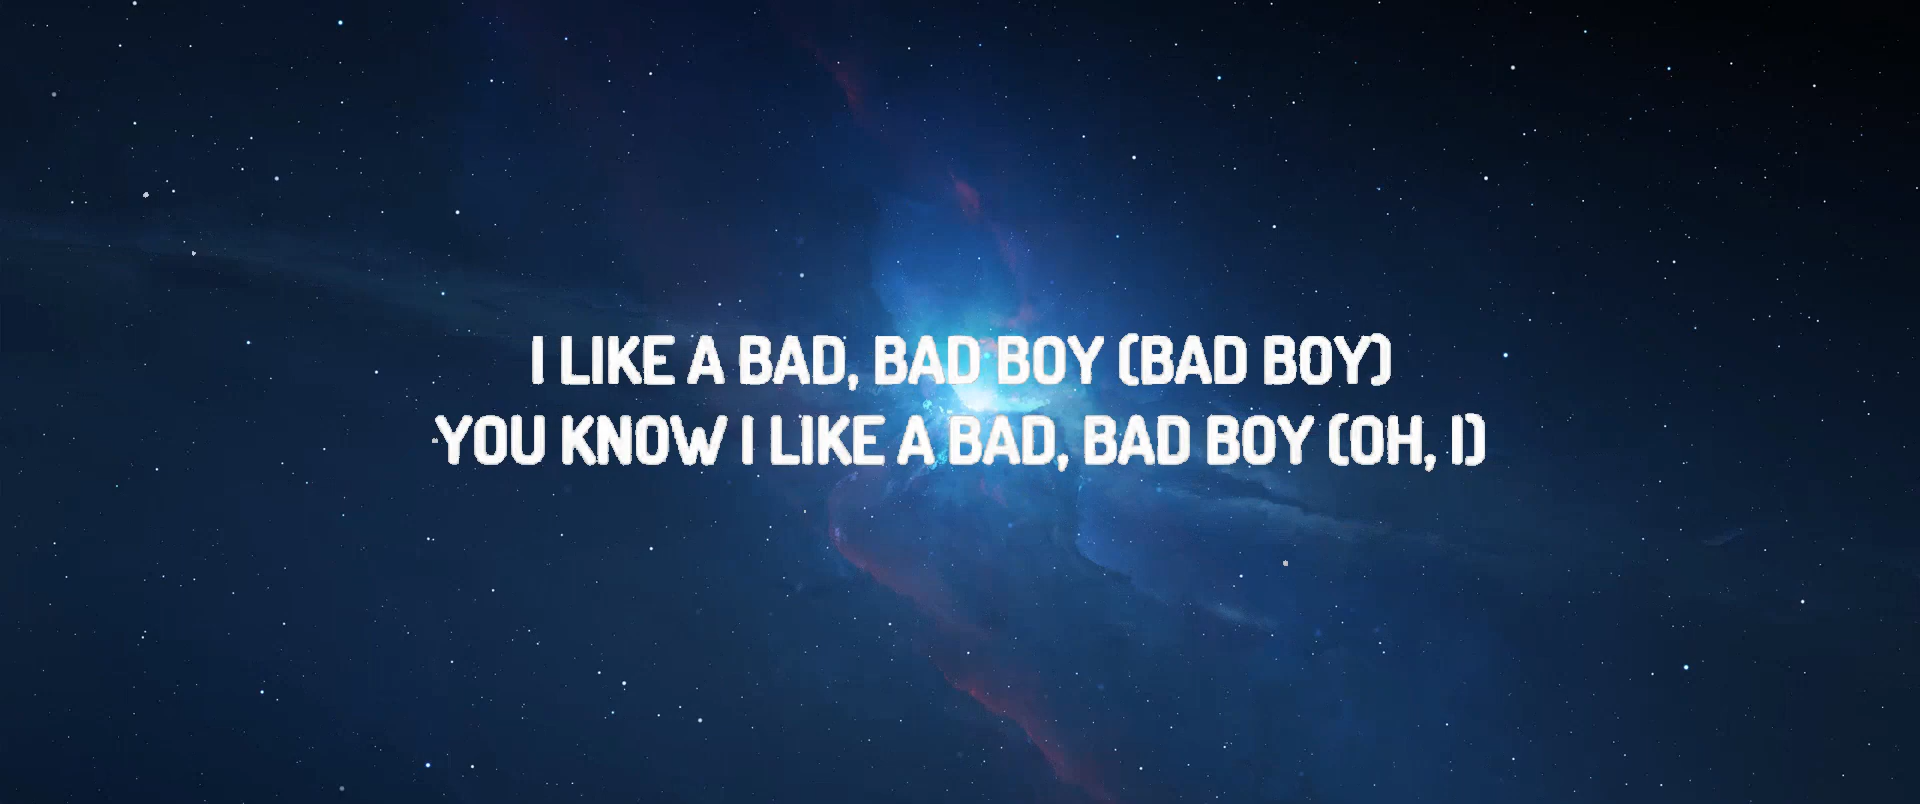 I LIKE A BAD, BAD BOY (BAD BOY)
YOU KNOW I LIKE A BAD, BAD BOY (OH, I)